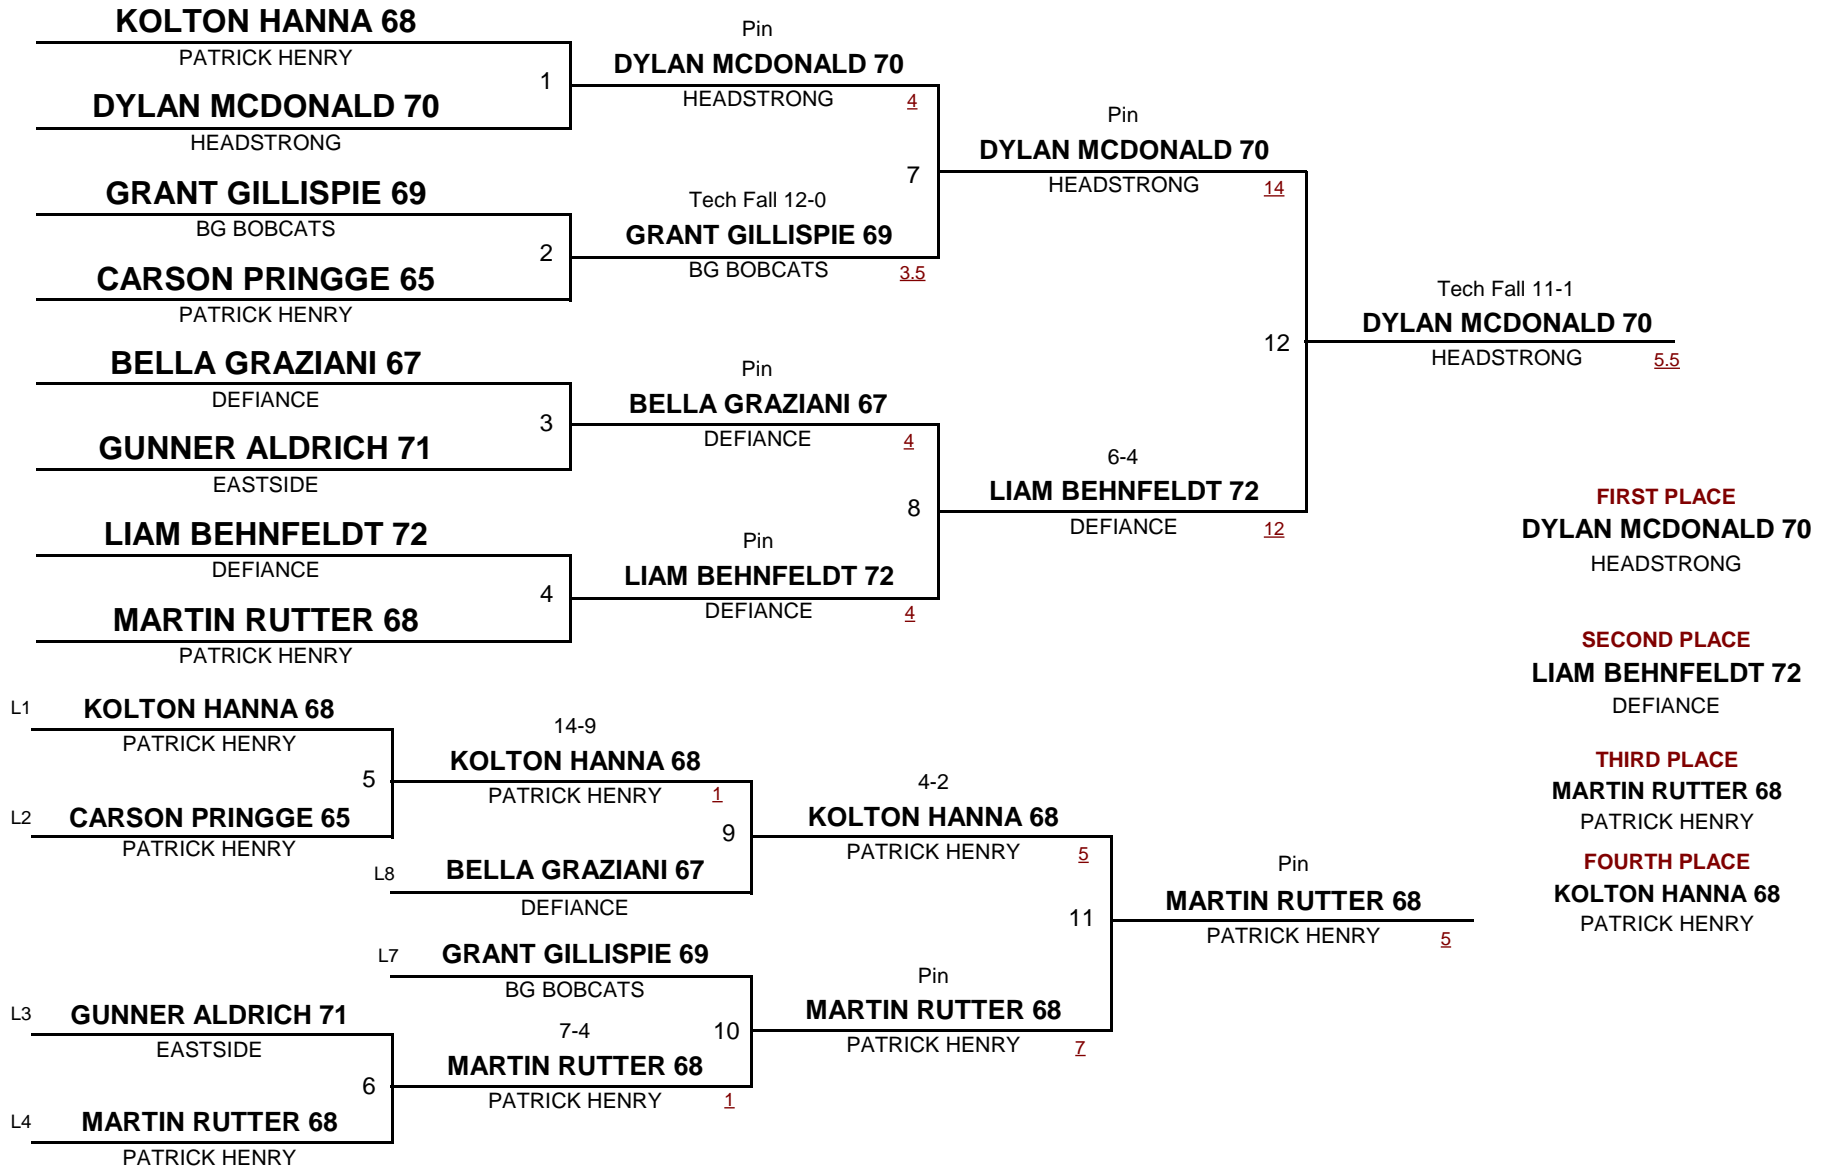 KOLTON HANNA 68
PATRICK HENRY
1
DYLAN MCDONALD 70
HEADSTRONG
GRANT GILLISPIE 69
BG BOBCATS
2
CARSON PRINGGE 65
PATRICK HENRY
BELLA GRAZIANI 67
DEFIANCE
3
GUNNER ALDRICH 71
EASTSIDE
LIAM BEHNFELDT 72
DEFIANCE
4
MARTIN RUTTER 68
PATRICK HENRY
Pin
DYLAN MCDONALD 70
HEADSTRONG 4
7
Tech Fall 12-0
GRANT GILLISPIE 69
BG BOBCATS 3.5
Pin
BELLA GRAZIANI 67
DEFIANCE 4
8
Pin
LIAM BEHNFELDT 72
DEFIANCE 4
Pin
DYLAN MCDONALD 70
HEADSTRONG 14
12
6-4
LIAM BEHNFELDT 72
DEFIANCE 12
Tech Fall 11-1
DYLAN MCDONALD 70
HEADSTRONG 5.5
FIRST PLACE
DYLAN MCDONALD 70
HEADSTRONG
SECOND PLACE
LIAM BEHNFELDT 72
DEFIANCE
THIRD PLACE
MARTIN RUTTER 68
PATRICK HENRY
FOURTH PLACE
KOLTON HANNA 68
PATRICK HENRY
L1 KOLTON HANNA 68
PATRICK HENRY
5
L2 CARSON PRINGGE 65
PATRICK HENRY
L3 GUNNER ALDRICH 71
EASTSIDE
6
L4 MARTIN RUTTER 68
PATRICK HENRY
14-9
KOLTON HANNA 68
PATRICK HENRY 1
9
L8 BELLA GRAZIANI 67
DEFIANCE
L7 GRANT GILLISPIE 69
BG BOBCATS
10
7-4
MARTIN RUTTER 68
PATRICK HENRY 1
4-2
KOLTON HANNA 68
PATRICK HENRY 5
11
Pin
MARTIN RUTTER 68
PATRICK HENRY 7
Pin
MARTIN RUTTER 68
PATRICK HENRY 5